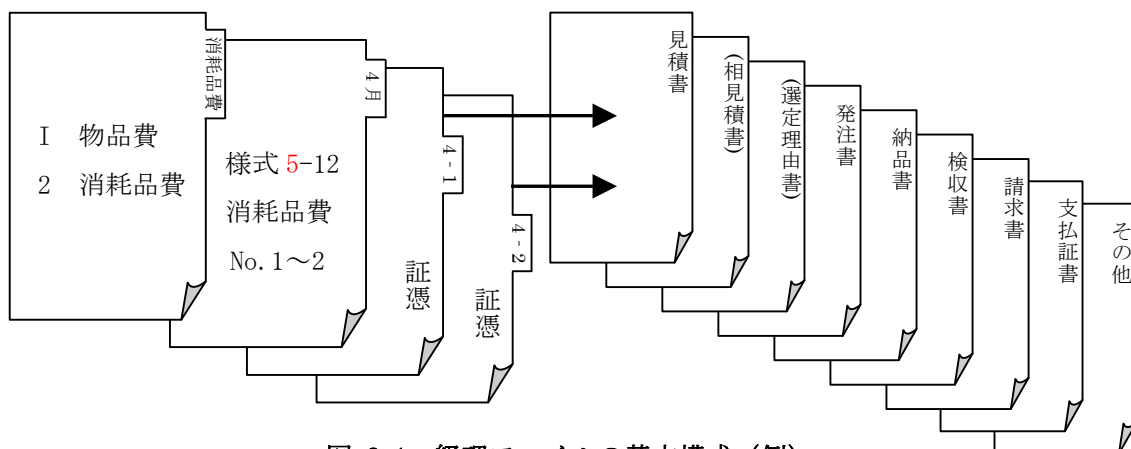 消耗品費
I 物品費
2 消耗品費
4月
様式 5-12
消耗品費
No.1～2
4-1
証憑
4-2
証憑
見積書
(相見積書)
(選定理由書)
発注書
納品書
検収書
請求書
支払証書
その他